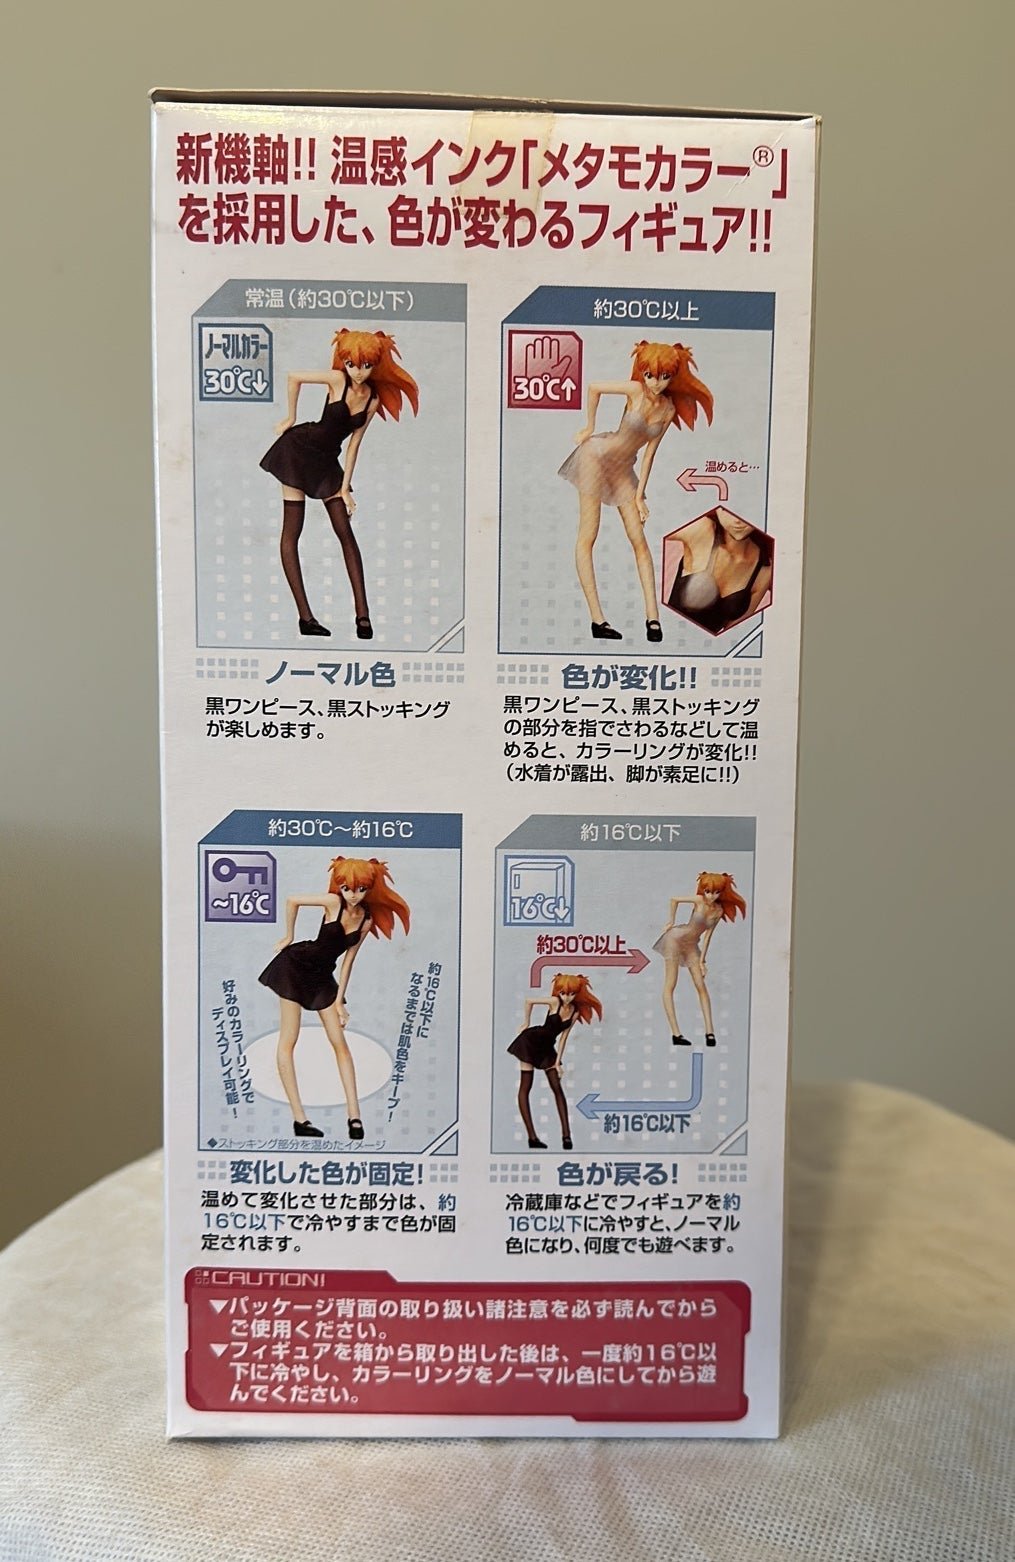 新機軸!! 温感インク「メタモカラー®」
を採用した、色が変わるフィギュア!!
常温(約30℃以下)
ノーマルカラー
30℃↓
ノーマル色
黒ワンピース、黒ストッキング
が楽しめます。
約30℃以上
30℃↑
温めると…
色が変化!!
黒ワンピース、黒ストッキング
の部分を指でさわるなどして温
めると、カラーリングが変化!!
(水着が露出、脚が素足に!!)
約30℃～約16℃
~16℃
好みのカラーリングで
ディスプレイ可能!
約16℃以下に
なるまでは肌色をキープ!
◆ストッキング部分を温めたイメージ
変化した色が固定!
温めて変化させた部分は、約
16℃以下で冷やすまで色が固
定されます。
約16℃以下
16℃↓
約30℃以上
約16℃以下
色が戻る!
冷蔵庫などでフィギュアを約
16℃以下に冷やすと、ノーマル
色になり、何度でも遊べます。
CAUTION!
▼パッケージ背面の取り扱い諸注意を必ず読んでから
ご使用ください。
▼フィギュアを箱から取り出した後は、一度約16℃以
下に冷やし、カラーリングをノーマル色にしてから遊
んでください。